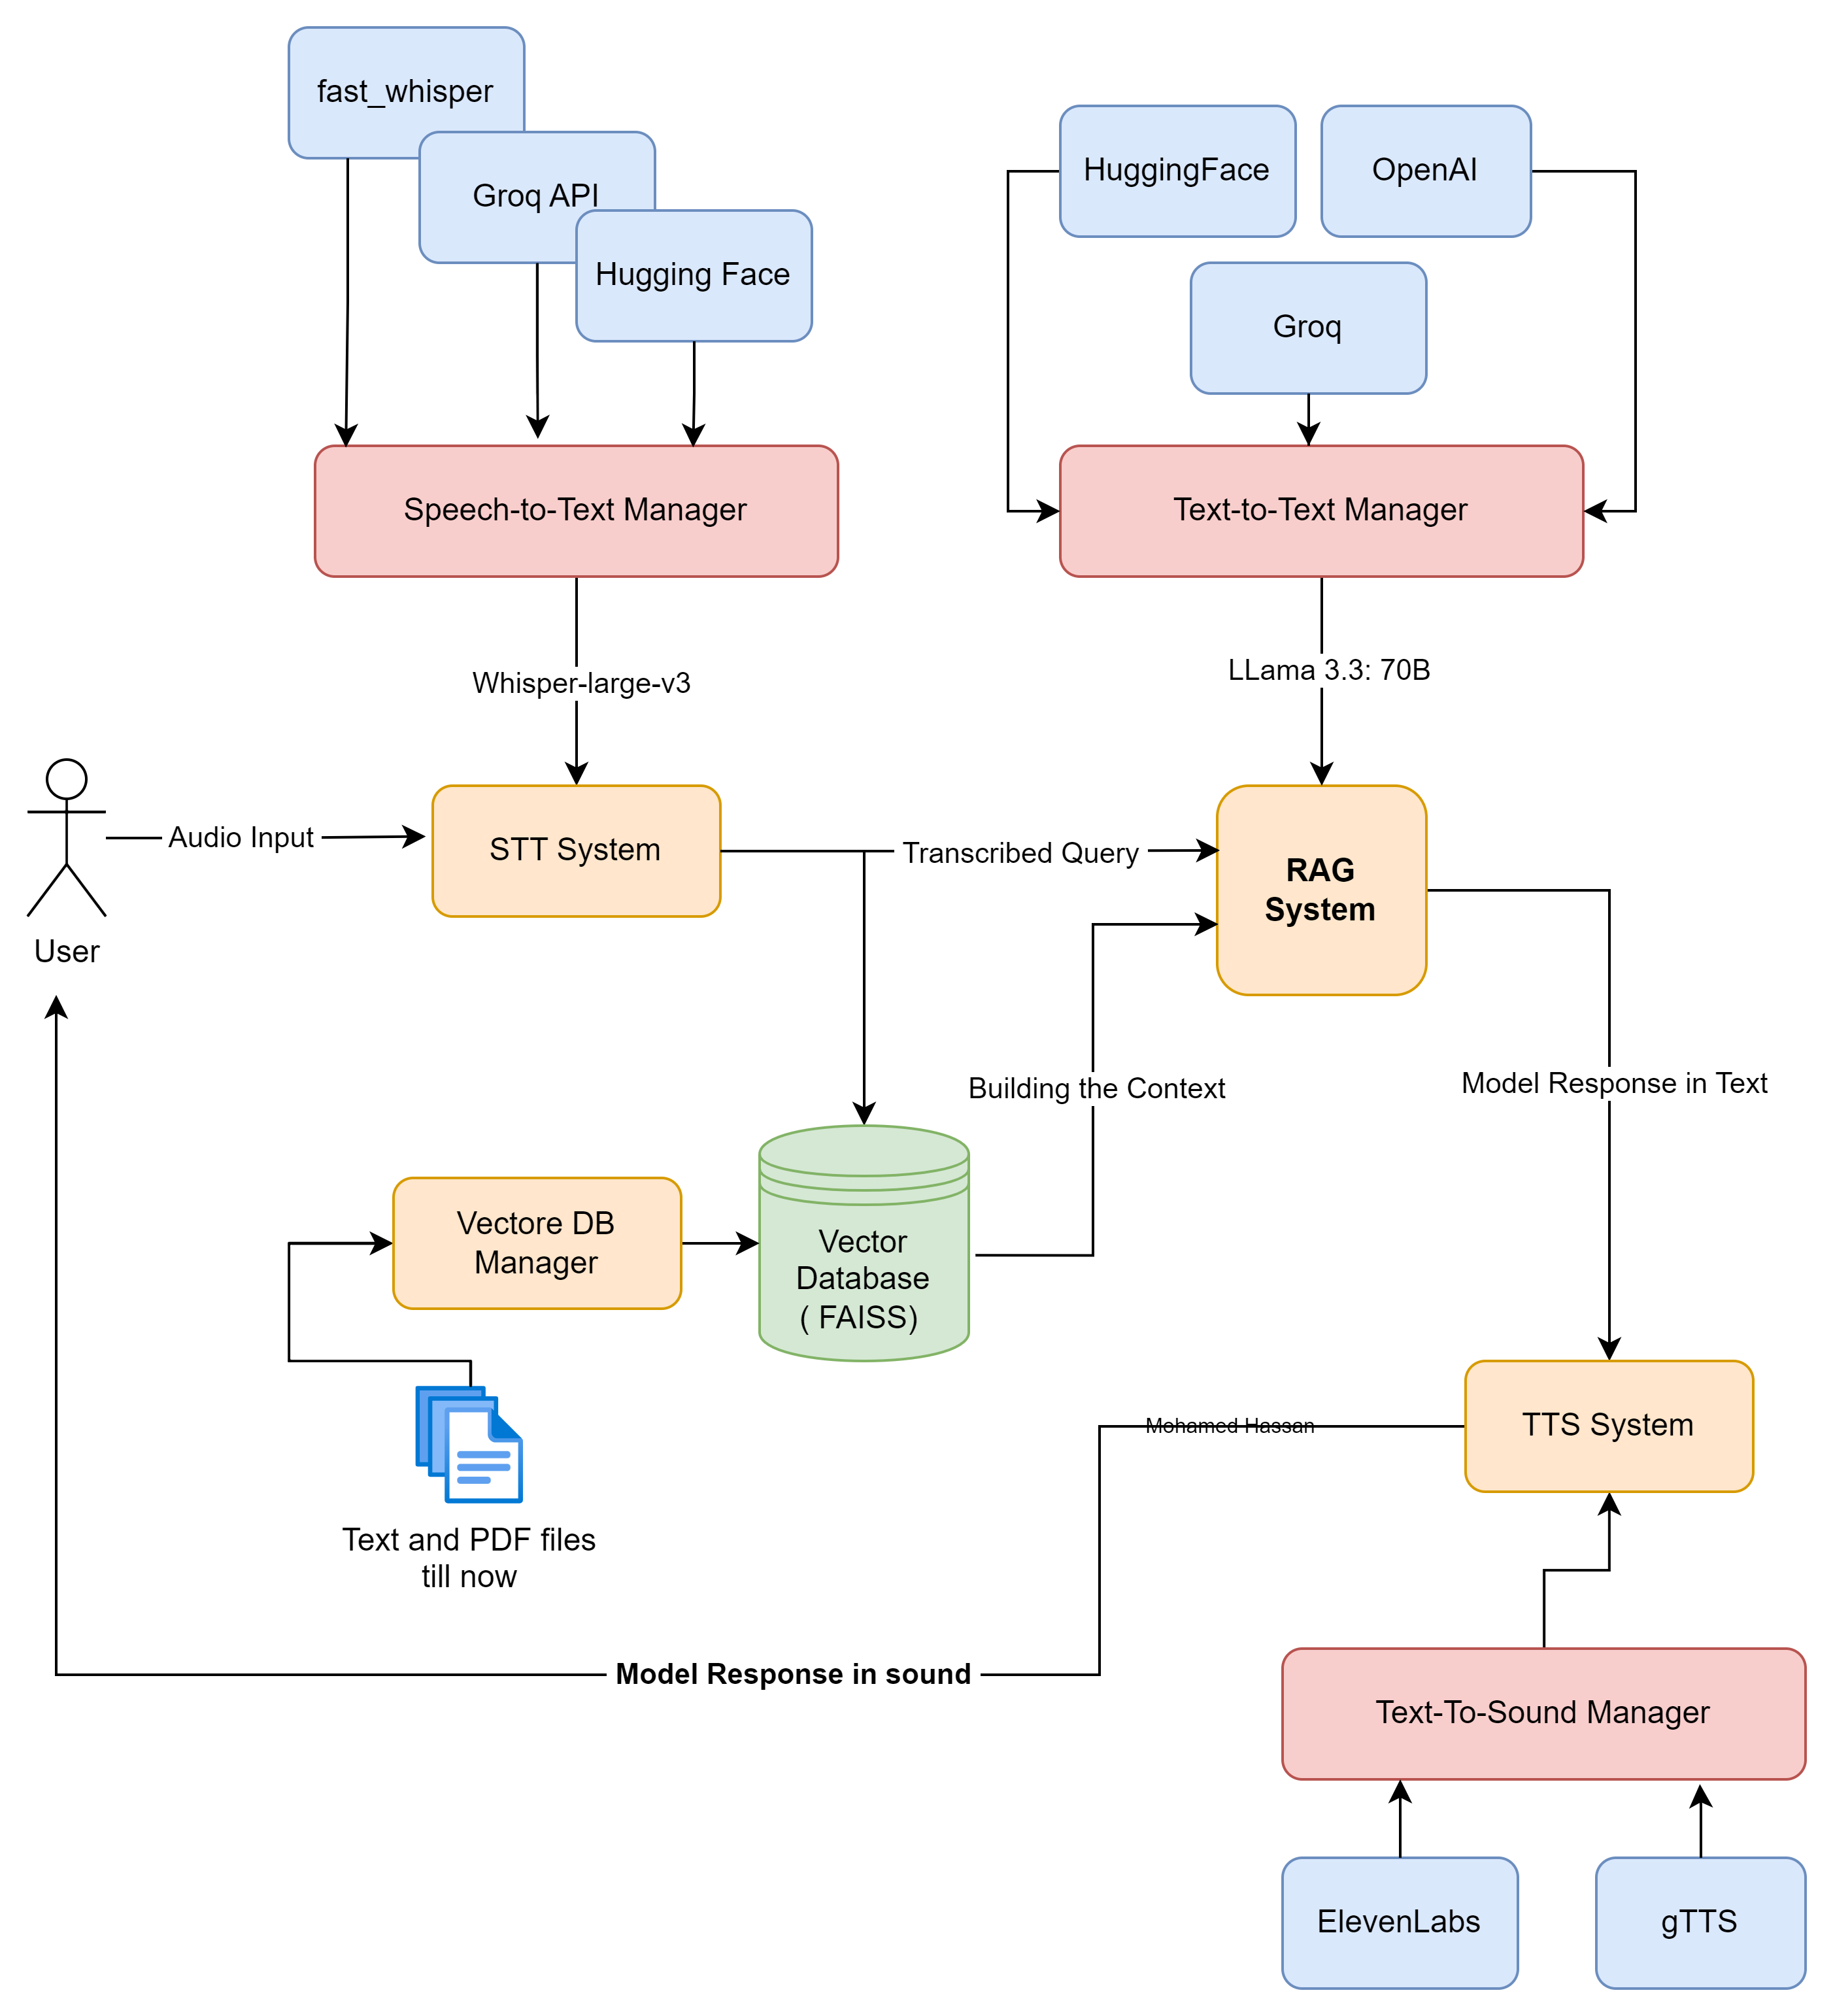 fast_whisper
Groq API
Hugging Face
HuggingFace
OpenAI
Groq
Speech-to-Text Manager
Text-to-Text Manager
Whisper-large-v3
LLama 3.3: 70B
Audio Input
STT System
Transcribed Query
RAG
System
User
Building the Context
Model Response in Text
Vectore DB
Manager
Vector
Database
( FAISS)
Mohamed Hassan
TTS System
Text and PDF files
till now
Model Response in sound
Text-To-Sound Manager
ElevenLabs
gTTS